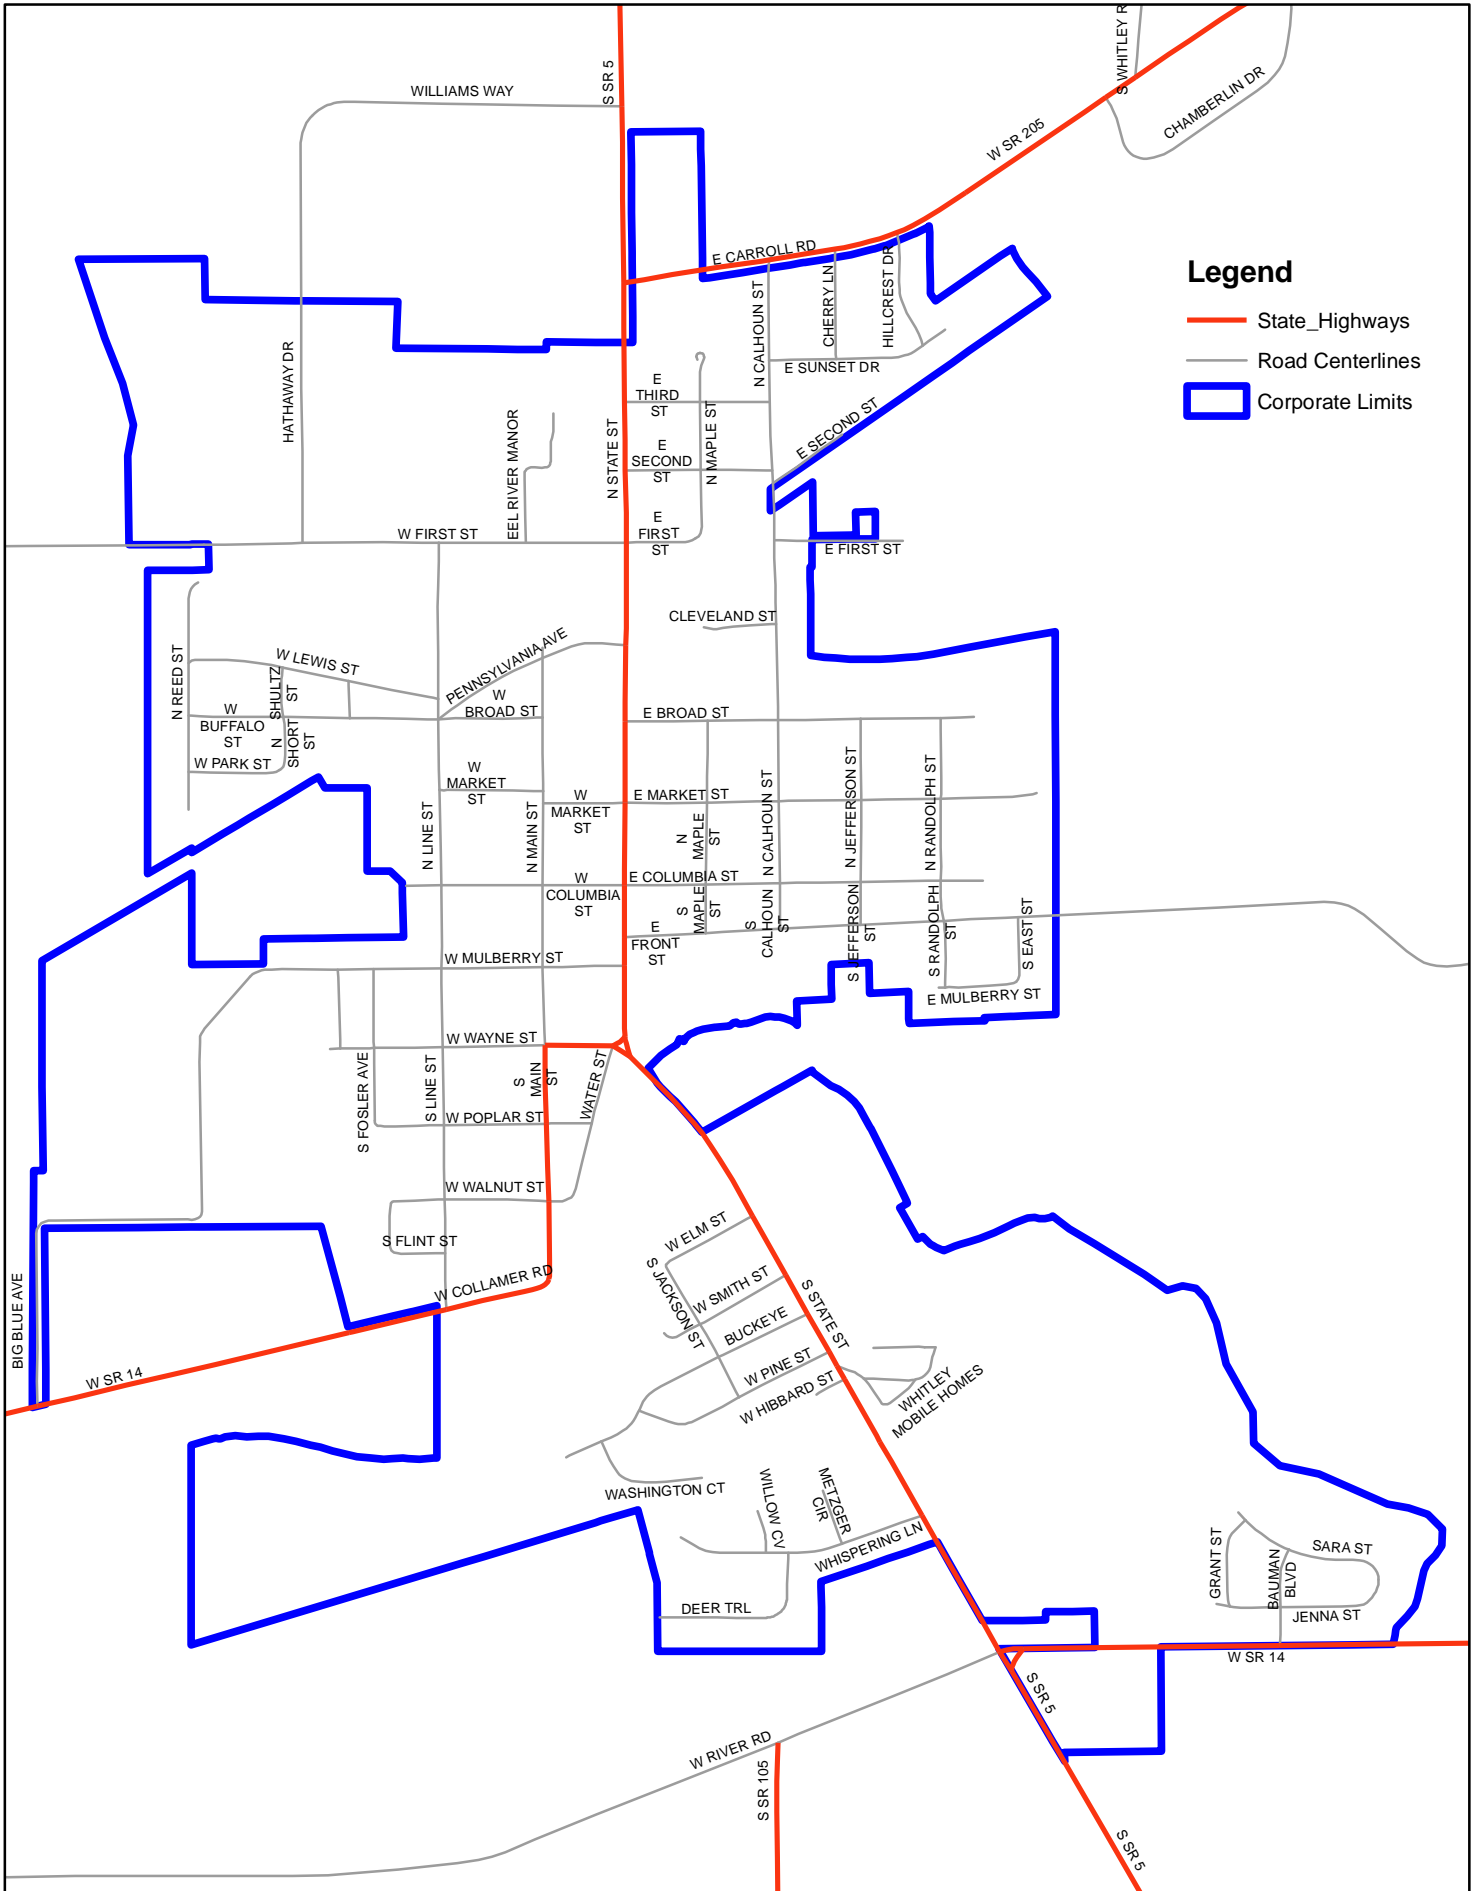 S WHITLEY R
S SR 5
WILLIAMS WAY
CHAMBERLIN DR
W SR 205
E CARROLL RD
Legend
State_Highways
Road Centerlines
Corporate Limits
HATHAWAY DR
N CALHOUN ST
CHERRY LN
HILLCREST DR
E SUNSET DR
E
THIRD
ST
N MAPLE ST
E SECOND ST
EEL RIVER MANOR
N STATE ST
E
SECOND
ST
W FIRST ST
E
FIRST
ST
E FIRST ST
CLEVELAND ST
N REED ST
W LEWIS ST
PENNSYLVANIA AVE
SHULTZ
ST
W
BUFFALO
ST
N
SHORT
ST
W PARK ST
W
BROAD ST
E BROAD ST
W
MARKET
ST
W
MARKET
ST
E MARKET ST
N LINE ST
N MAIN ST
N
MAPLE
ST
N CALHOUN ST
N JEFFERSON ST
N RANDOLPH ST
W
COLUMBIA
ST
E COLUMBIA ST
S
MAPLE
ST
S
CALHOUN
ST
S JEFFERSON
ST
S RANDOLPH
ST
S EAST ST
E
FRONT
ST
W MULBERRY ST
E MULBERRY ST
W WAYNE ST
S FOSLER AVE
S LINE ST
S
MAIN
ST
WATER ST
W POPLAR ST
W WALNUT ST
S FLINT ST
W COLLAMER RD
BIG BLUE AVE
W SR 14
W ELM ST
S JACKSON ST
W SMITH ST
BUCKEYE
S STATE ST
W PINE ST
W HIBBARD ST
WHITLEY
MOBILE HOMES
WASHINGTON CT
WILLOW CV
METZGER
CIR
WHISPERING LN
DEER TRL
GRANT ST
BAUMAN
BLVD
SARA ST
JENNA ST
W SR 14
S SR 5
W RIVER RD
S SR 105
S SR 5